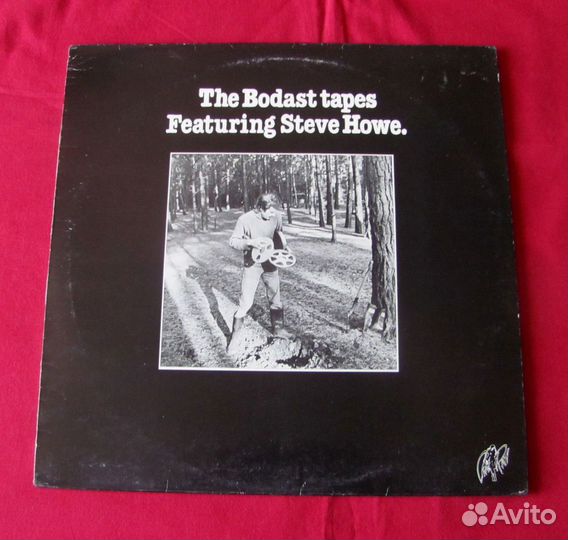 The Bodast tapes
Featuring Steve Howe.
Avito